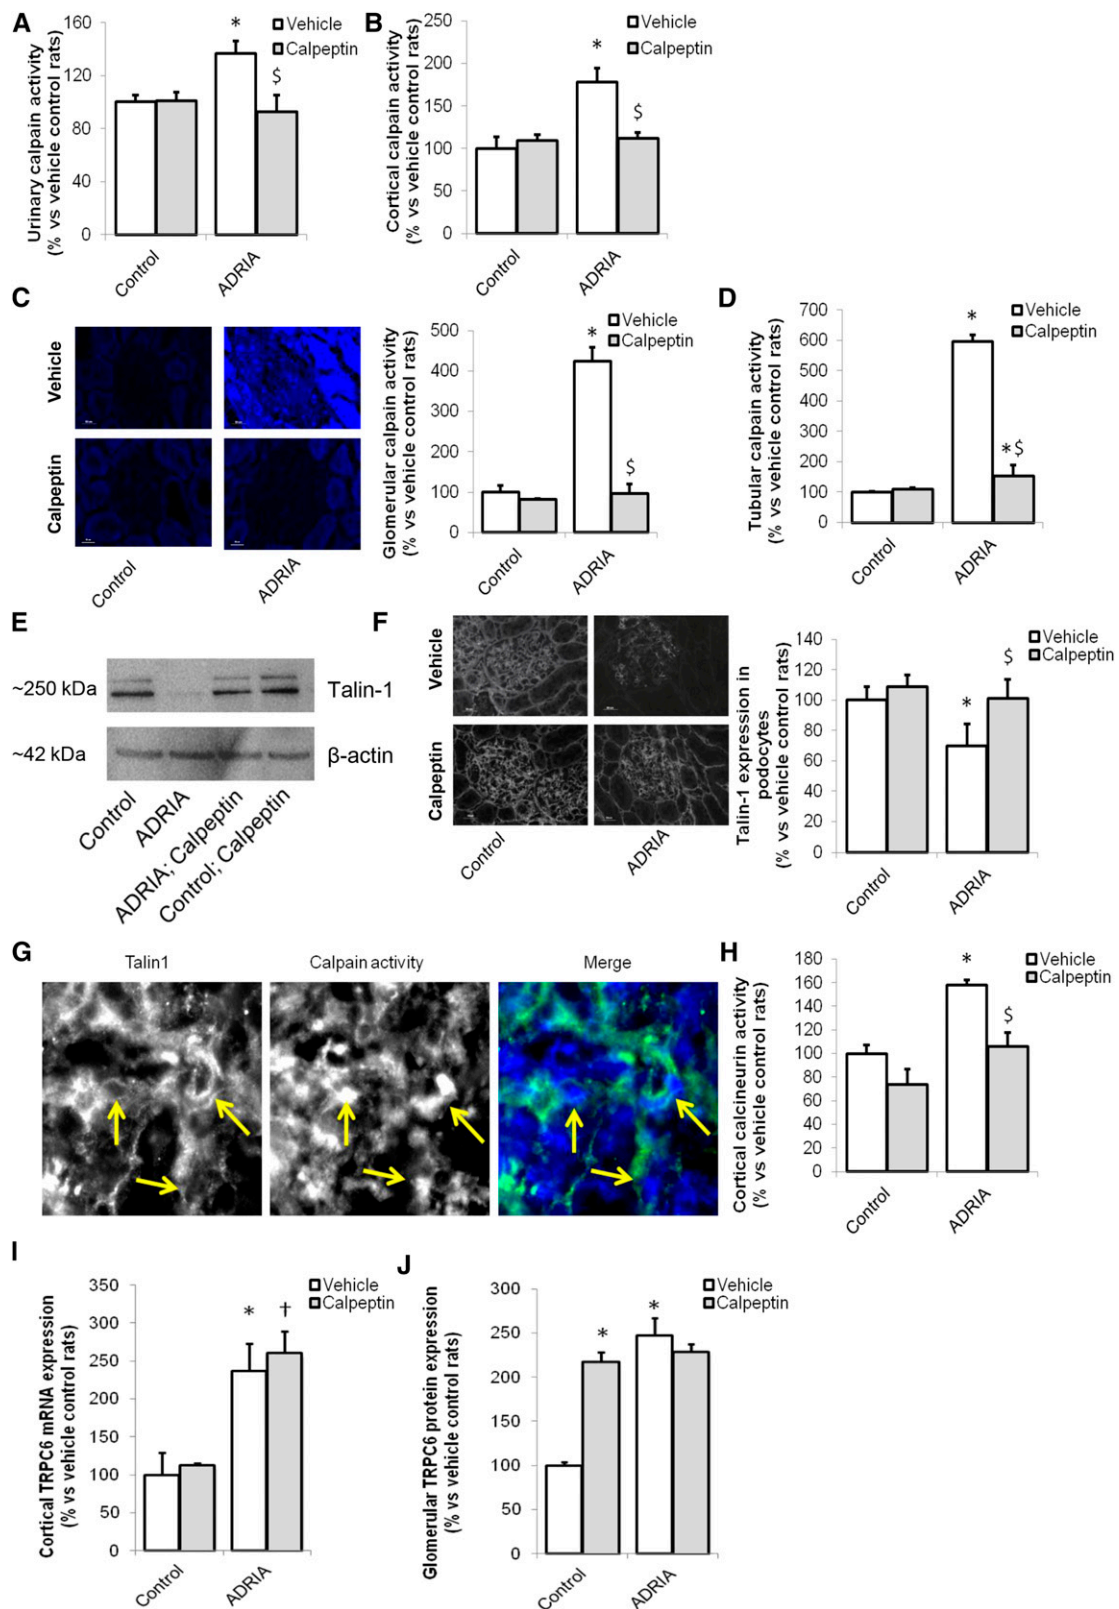 A
Urinary calpain activity
(% vs vehicle control rats)
160
120
80
40
0
*
$
Vehicle
Calpeptin
Control
ADRIA
B
Cortical calpain activity
(% vs vehicle control rats)
250
200
150
100
50
0
*
$
Vehicle
Calpeptin
Control
ADRIA
C
Vehicle
Calpeptin
Control
ADRIA
Glomerular calpain activity
(% vs vehicle control rats)
500
400
300
200
100
0
*
$
Vehicle
Calpeptin
Control
ADRIA
D
Tubular calpain activity
(% vs vehicle control rats)
700
600
500
400
300
200
100
0
*
*$
Vehicle
Calpeptin
Control
ADRIA
E
~250 kDa
Talin-1
~42 kDa
β-actin
Control
ADRIA
ADRIA; Calpeptin
Control; Calpeptin
F
Vehicle
Calpeptin
Control
ADRIA
Talin-1 expression in
podocytes
(% vs vehicle control rats)
140
120
100
80
60
40
20
0
*
$
Vehicle
Calpeptin
Control
ADRIA
G
Talin1
Calpain activity
Merge
H
Cortical calcineurin activity
(% vs vehicle control rats)
180
160
140
120
100
80
60
40
20
0
*
$
Vehicle
Calpeptin
Control
ADRIA
I
Cortical TRPC6 mRNA expression
(% vs vehicle control rats)
350
300
250
200
150
100
50
0
*
†
Vehicle
Calpeptin
Control
ADRIA
J
Glomerular TRPC6 protein expression
(% vs vehicle control rats)
300
250
200
150
100
50
0
*
*
Vehicle
Calpeptin
Control
ADRIA